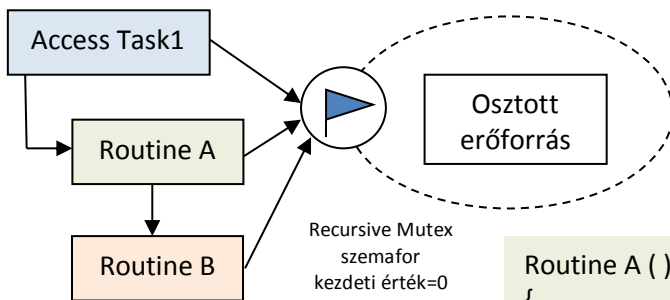 Access Task1
Routine A
Routine B
Osztott
erőforrás
Recursive Mutex
szemafor
kezdeti érték=0
Routine A ( )
{